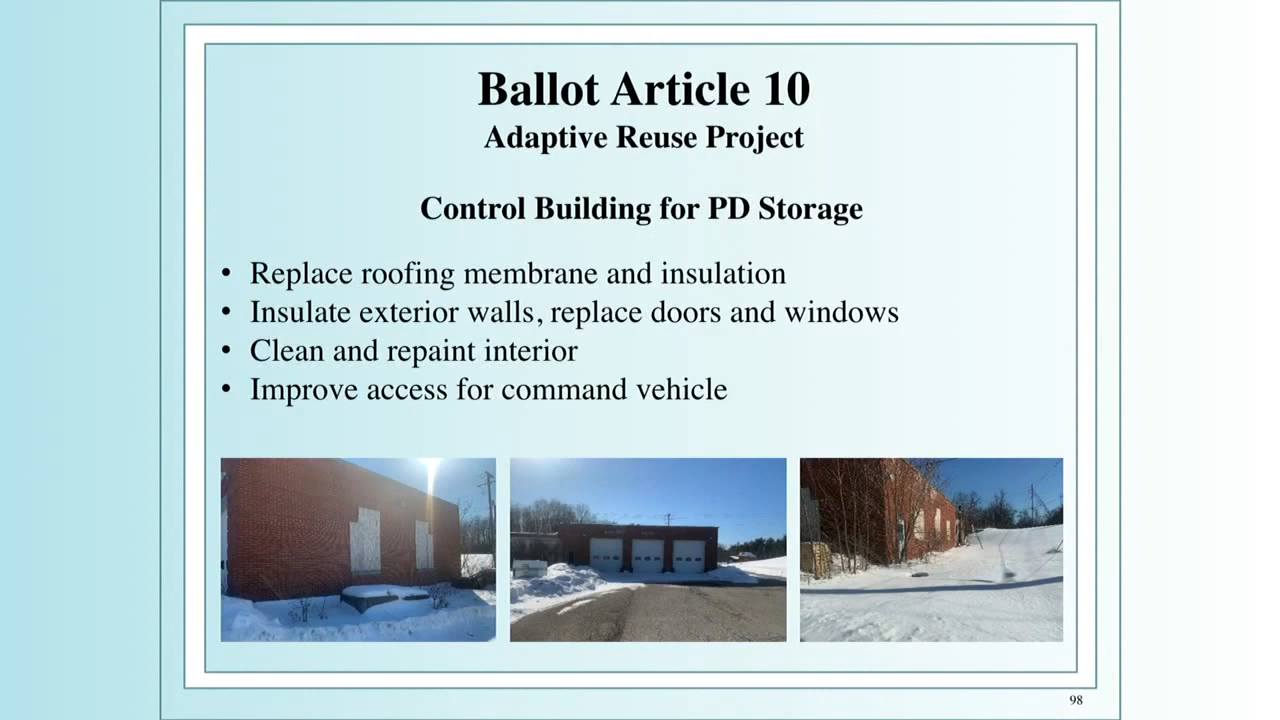 Ballot Article 10
Adaptive Reuse Project
Control Building for PD Storage
• Replace roofing membrane and insulation
• Insulate exterior walls, replace doors and windows
• Clean and repaint interior
• Improve access for command vehicle
98